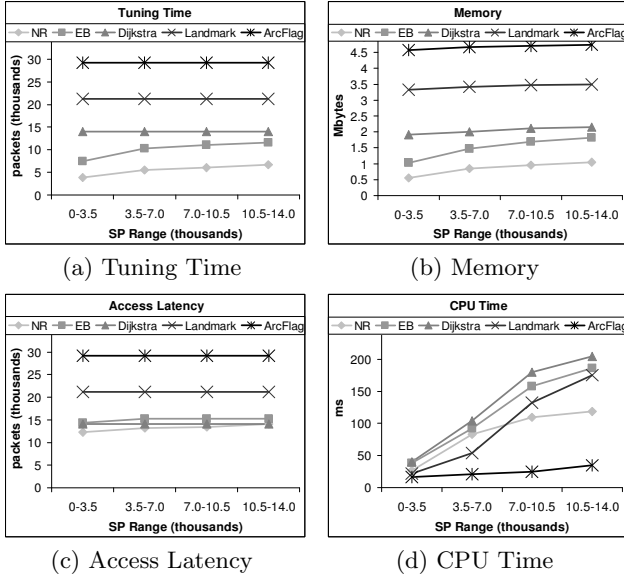 Tuning Time
NR EB Dijkstra Landmark ArcFlag
packets (thousands)
30
25
20
15
10
5
0
0-3.5 3.5-7.0 7.0-10.5 10.5-14.0
SP Range (thousands)
(a) Tuning Time
Memory
NR EB Dijkstra Landmark ArcFlag
Mbytes
4.5
4
3.5
3
2.5
2
1.5
1
0.5
0
0-3.5 3.5-7.0 7.0-10.5 10.5-14.0
SP Range (thousands)
(b) Memory
Access Latency
NR EB Dijkstra Landmark ArcFlag
packets (thousands)
30
25
20
15
10
5
0
0-3.5 3.5-7.0 7.0-10.5 10.5-14.0
SP Range (thousands)
(c) Access Latency
CPU Time
NR EB Dijkstra Landmark ArcFlag
ms
200
150
100
50
0
0-3.5 3.5-7.0 7.0-10.5 10.5-14.0
SP Range (thousands)
(d) CPU Time